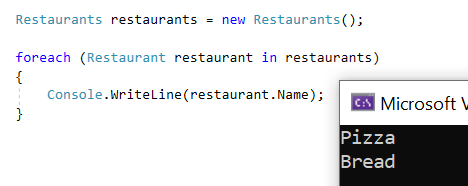 Restaurants restaurants = new Restaurants();
foreach (Restaurant restaurant in restaurants)
{
Console.WriteLine(restaurant.Name);
}
C:\
Microsoft V
Pizza
Bread